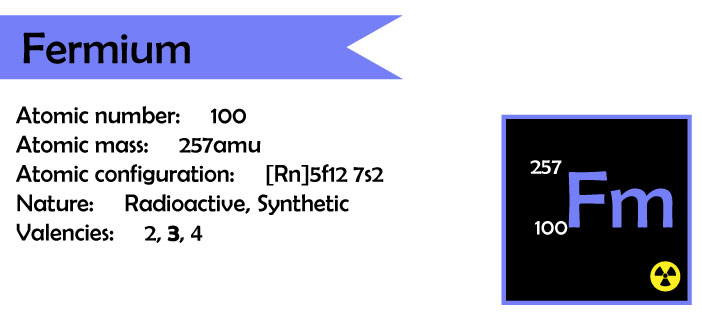 Fermium
Atomic number: 100
Atomic mass: 257amu
Atomic configuration: [Rn]5f12 7s2
Nature: Radioactive, Synthetic
Valencies: 2, 3, 4
257
Fm
100